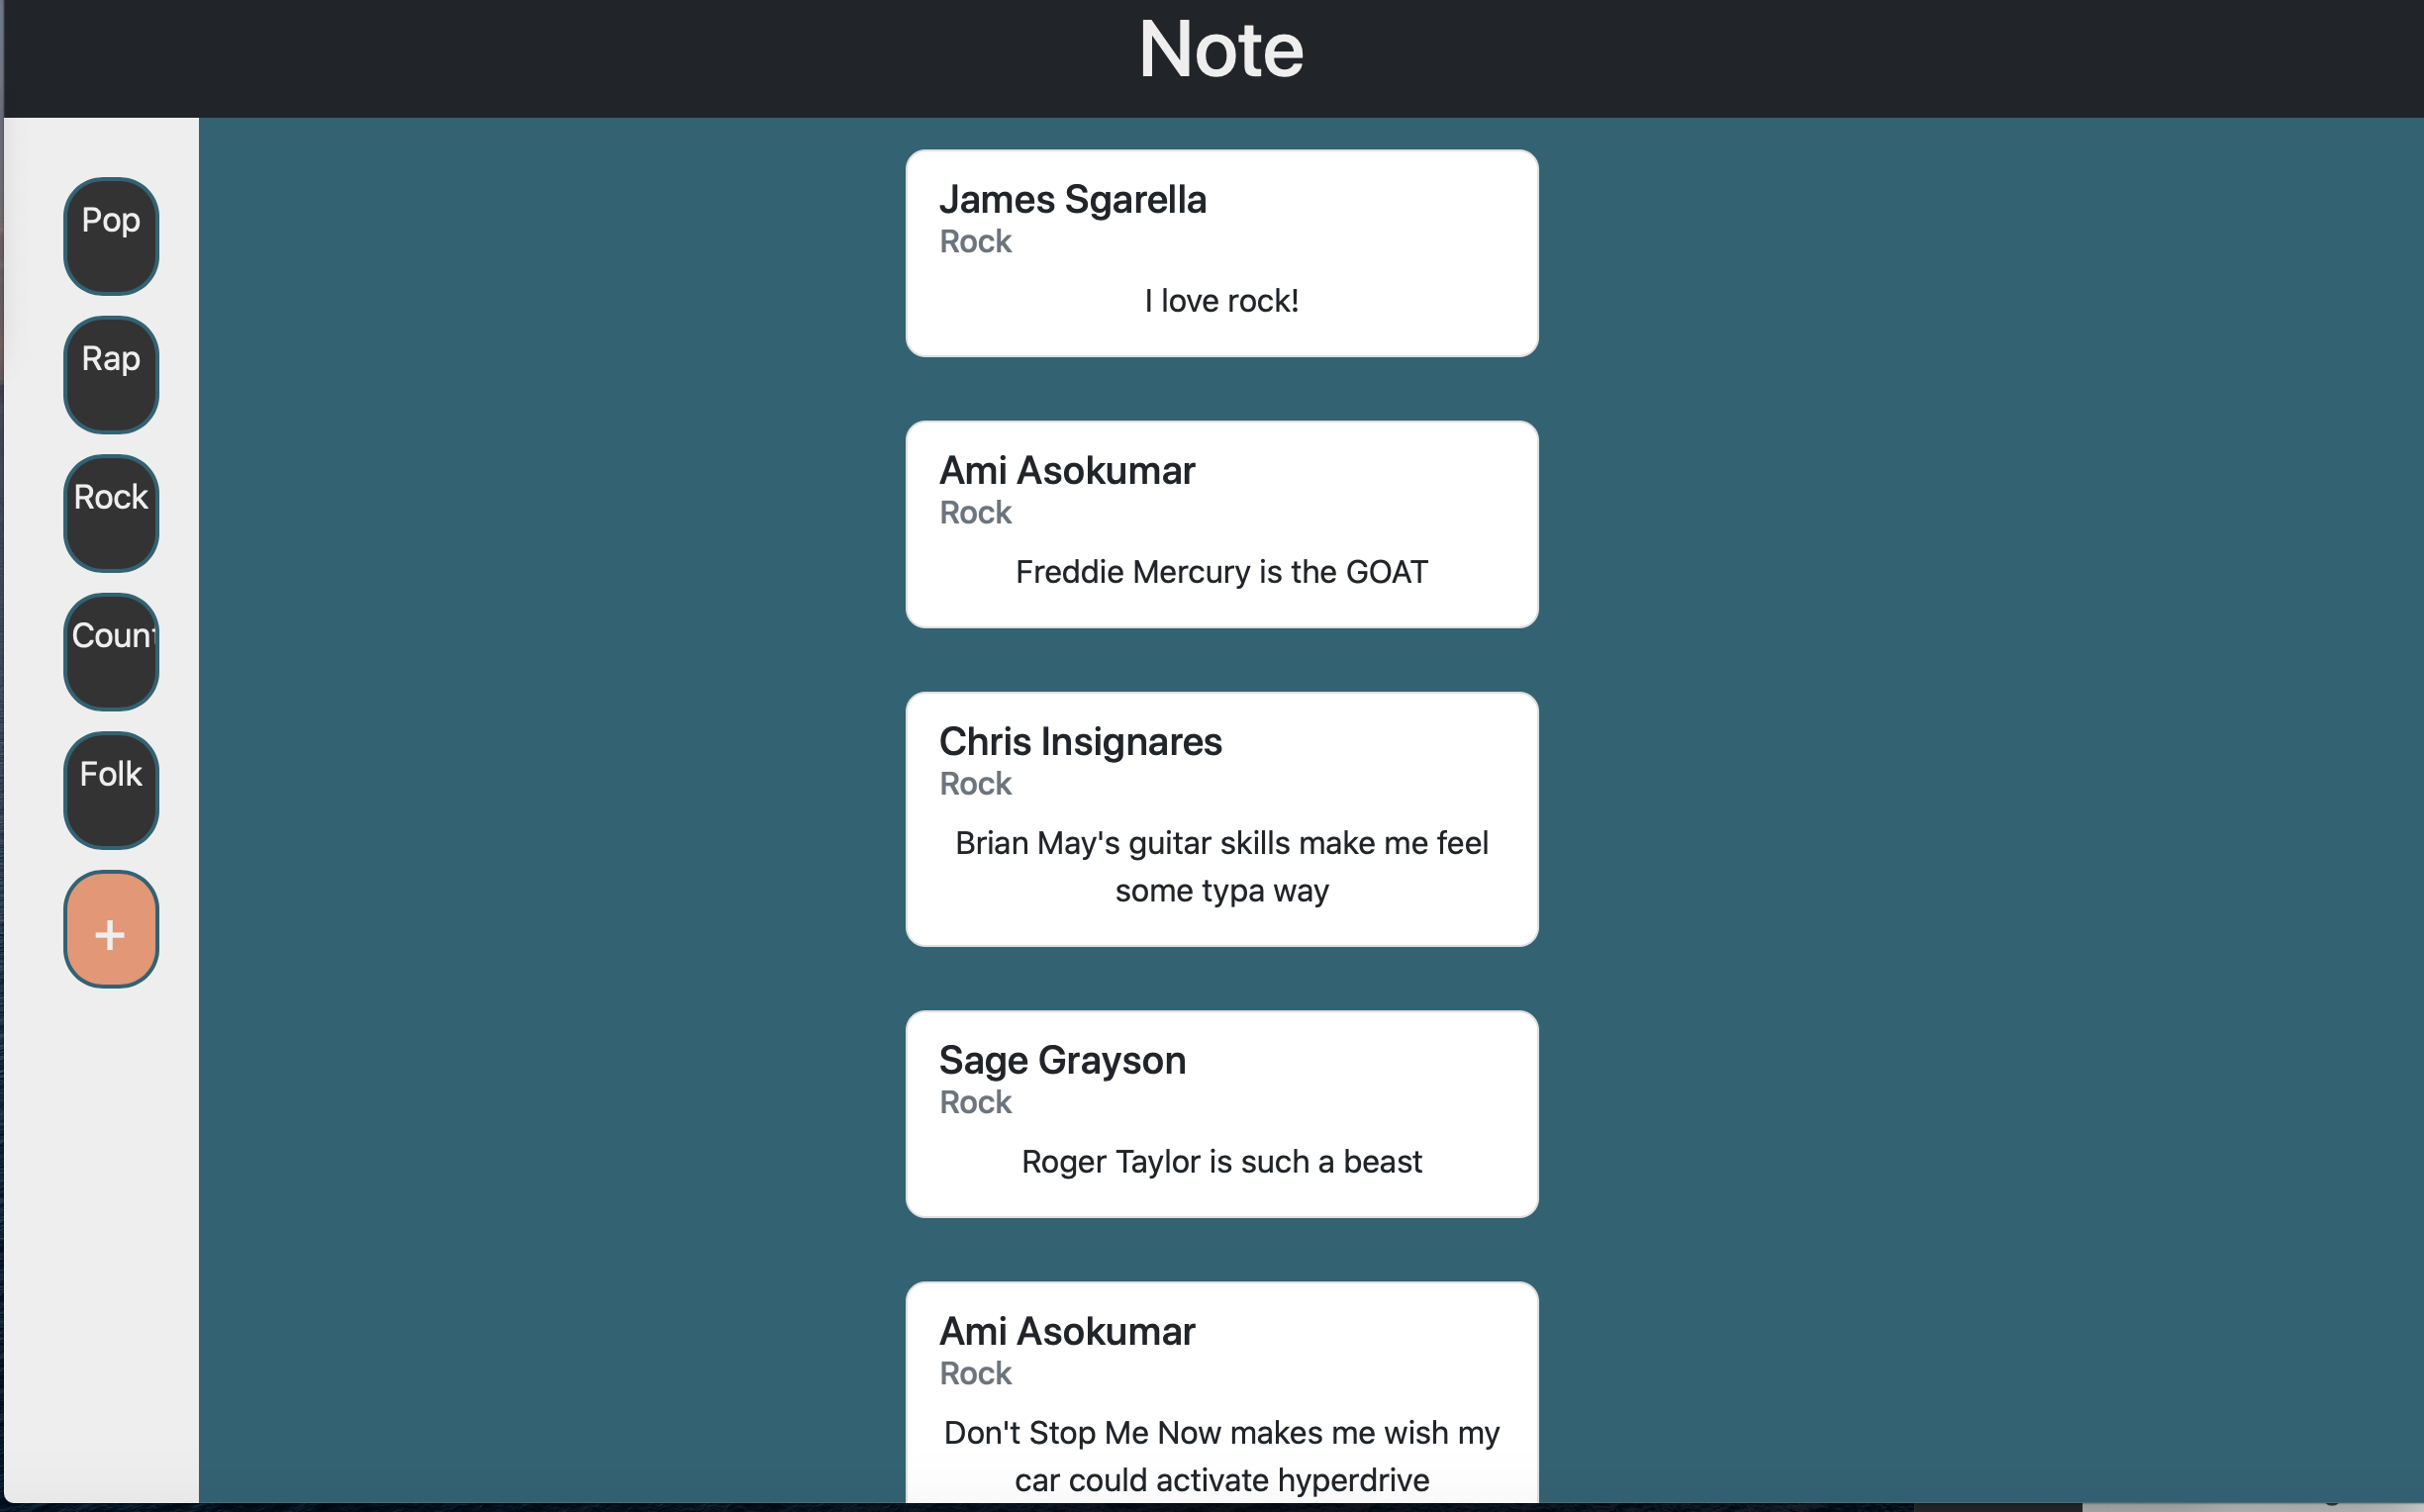 Note
Pop
Rap
Rock
Coun
Folk
+
James Sgarella
Rock
I love rock!
Ami Asokumar
Rock
Freddie Mercury is the GOAT
Chris Insignares
Rock
Brian May's guitar skills make me feel
some typa way
Sage Grayson
Rock
Roger Taylor is such a beast
Ami Asokumar
Rock
Don't Stop Me Now makes me wish my
car could activate hyperdrive